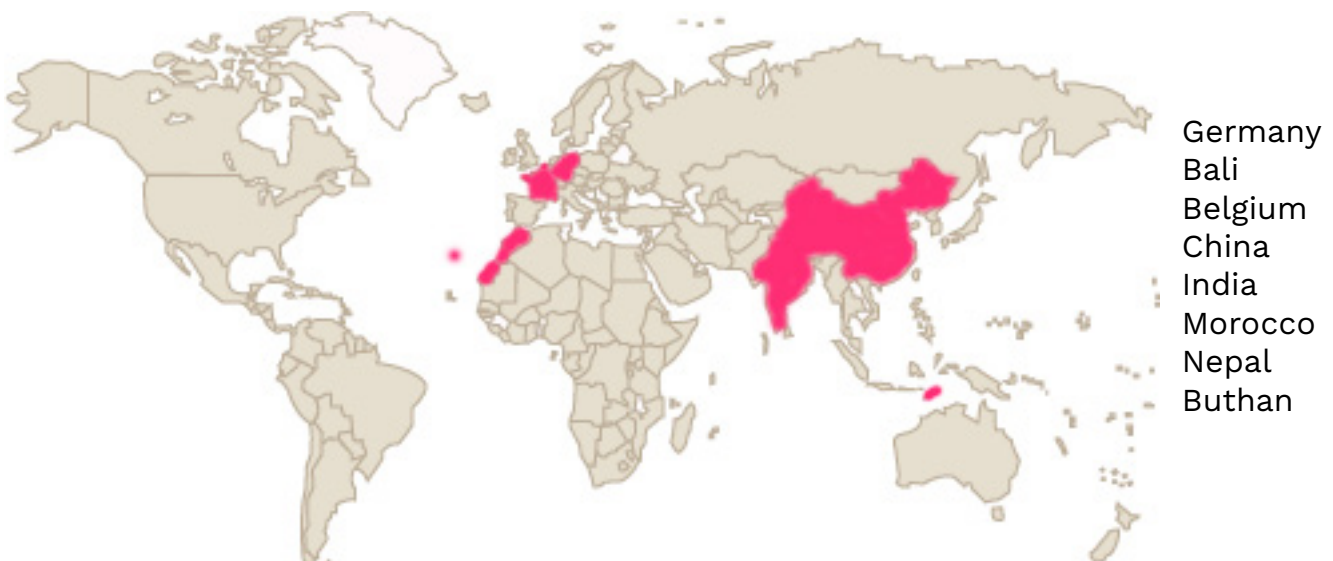 Germany
Bali
Belgium
China
India
Morocco
Nepal
Buthan